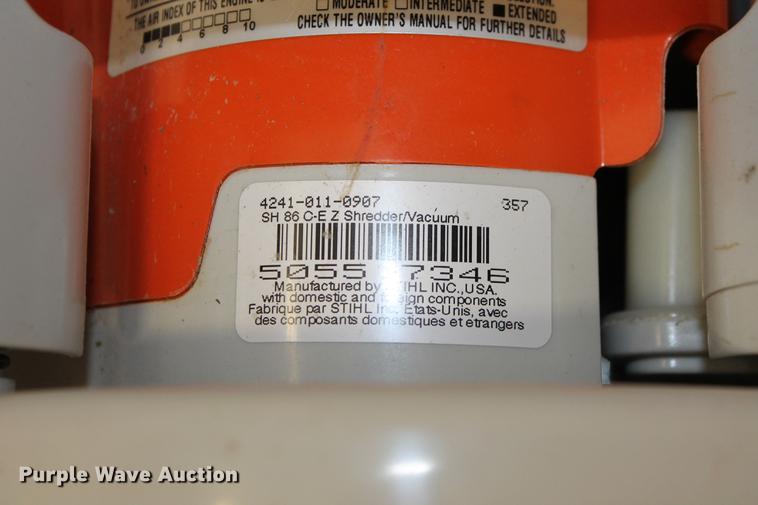 THE AIR INDEX OF THIS ENGINE IS
0 2 4 6 8 10
MODERATE INTERMEDIATE EXTENDED
CHECK THE OWNER'S MANUAL FOR FURTHER DETAILS
4241-011-0907 357
SH 86 C-E Z Shredder/Vacuum
5055 7346
Manufactured by STIHL INC.,USA.
with domestic and foreign components
Fabrique par STIHL Inc. Etats-Unis, avec
des composants domestiques et etrangers
Purple Wave Auction